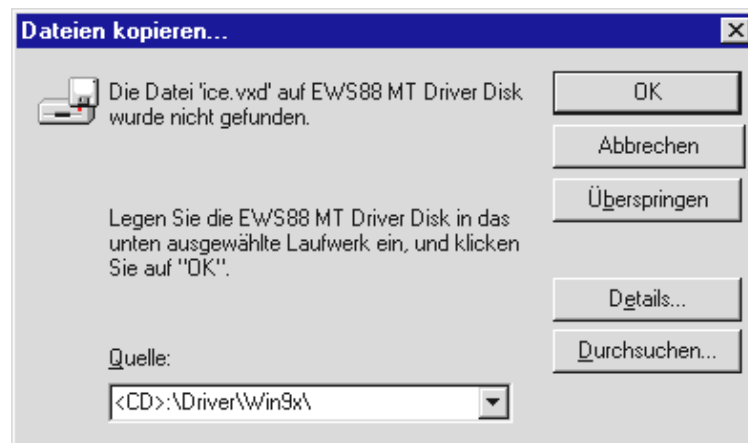 Dateien kopieren...
Die Datei 'ice.vxd' auf EWS88 MT Driver Disk
wurde nicht gefunden.
Legen Sie die EWS88 MT Driver Disk in das
unten ausgewählte Laufwerk ein, und klicken
Sie auf "OK".
Quelle:
<CD>:\Driver\Win9x\
OK
Abbrechen
Überspringen
Details...
Durchsuchen...